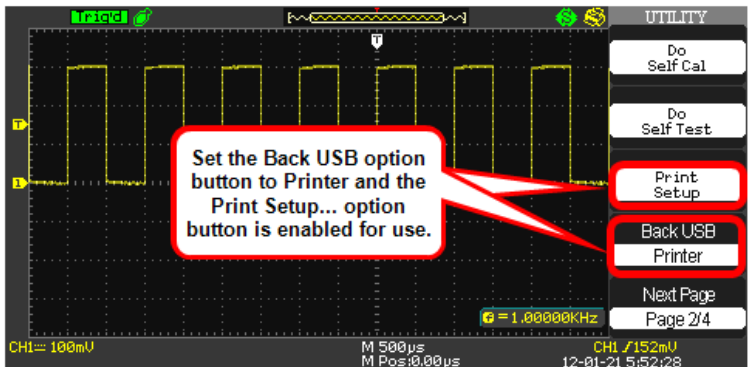 Trig'd
UTILITY
T
Do
Self Cal
T
Do
Self Test
Set the Back USB option
button to Printer and the
Print Setup... option
button is enabled for use.
1
Print
Setup
Back USB
Printer
Next Page
Page 2/4
=1.00000KHz
CH1 100mV
M 500µs
CH1 152mV
M Pos:0.00µs
12-01-21 5:52:28